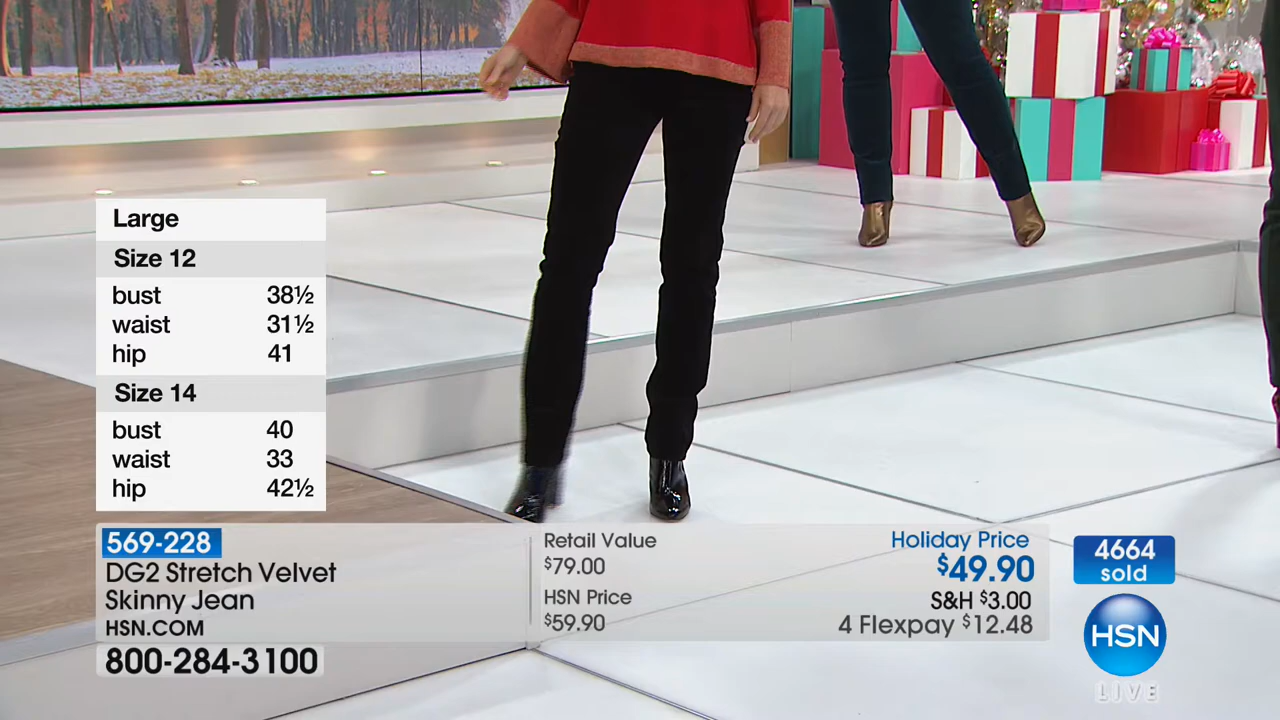 Large
Size 12
bust 38½
waist 31½
hip 41
Size 14
bust 40
waist 33
hip 42½
569-228
DG2 Stretch Velvet
Skinny Jean
HSN.COM
800-284-3100
Retail Value
$79.00
HSN Price
$59.90
Holiday Price
$49.90
S&H $3.00
4 Flexpay $12.48
4664
sold
HSN
LIVE